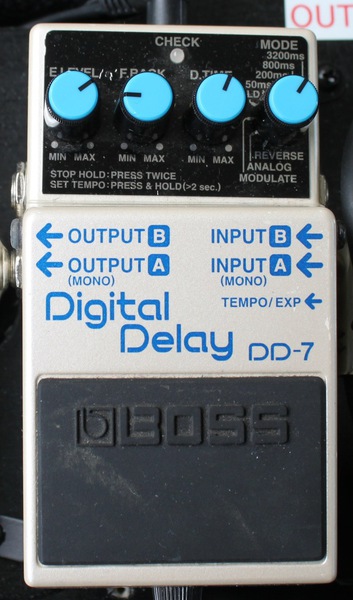 OUT
CHECK
MODE
3200ms
800ms
200ms
50ms
E.LEVEL/
F.BACK
D.TIME
MIN MAX
MIN MAX
MIN MAX
REVERSE
ANALOG
MODULATE
STOP HOLD:PRESS TWICE
SET TEMPO:PRESS & HOLD(>2 sec.)
OUTPUT B
INPUT B
OUTPUT A
INPUT A
(MONO)
(MONO)
TEMPO/EXP
Digital
Delay
DD-7
BOSS